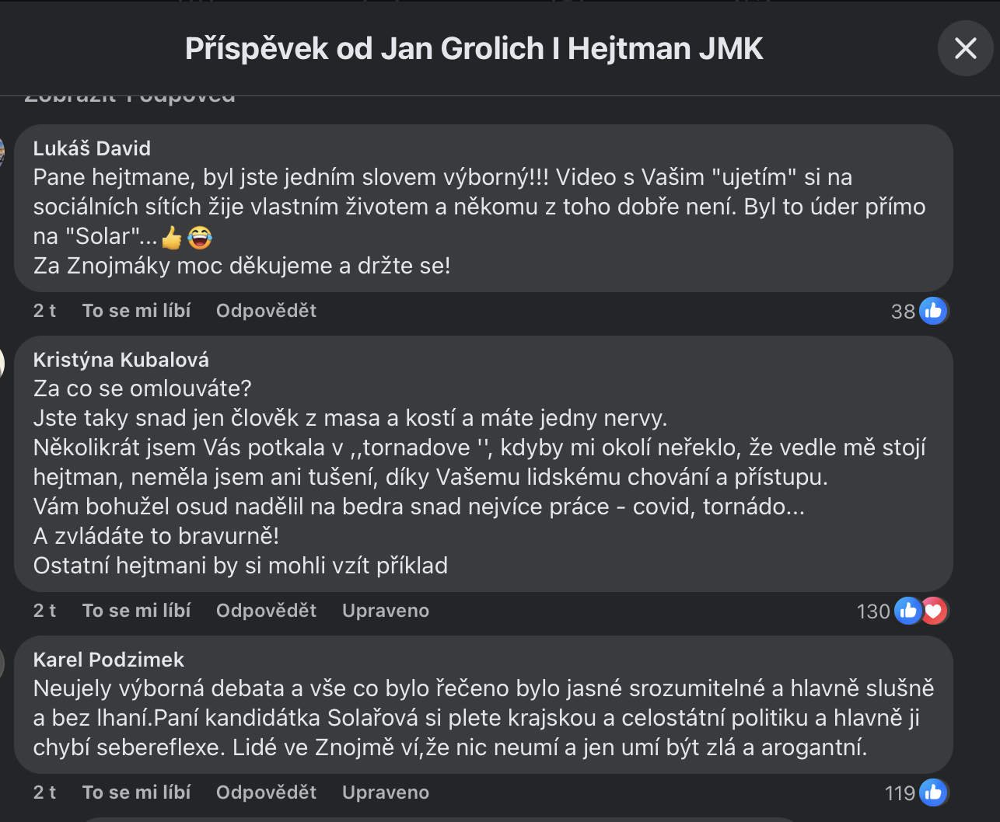 Příspěvek od Jan Grolich I Hejtman JMK
Zobrazit 1 odpověď
Lukáš David
Pane hejtmane, byl jste jedním slovem výborný!!! Video s Vašim "ujetím" si na
sociálních sítích žije vlastním životem a někomu z toho dobře není. Byl to úder přímo
na "Solar"...👍😂
Za Znojmáky moc děkujeme a držte se!
2 t To se mi líbí Odpovědět 38
Kristýna Kubalová
Za co se omlouváte?
Jste taky snad jen člověk z masa a kostí a máte jedny nervy.
Několikrát jsem Vás potkala v ,,tornadove '', kdyby mi okolí neřeklo, že vedle mě stojí
hejtman, neměla jsem ani tušení, díky Vašemu lidskému chování a přístupu.
Vám bohužel osud nadělil na bedra snad nejvíce práce - covid, tornádo...
A zvládáte to bravurně!
Ostatní hejtmani by si mohli vzít příklad
2 t To se mi líbí Odpovědět Upraveno 130
Karel Podzimek
Neujely výborná debata a vše co bylo řečeno bylo jasné srozumitelné a hlavně slušně
a bez lhaní.Paní kandidátka Solařová si plete krajskou a celostátní politiku a hlavně ji
chybí sebereflexe. Lidé ve Znojmě ví,že nic neumí a jen umí být zlá a arogantní.
2 t To se mi líbí Odpovědět Upraveno 119